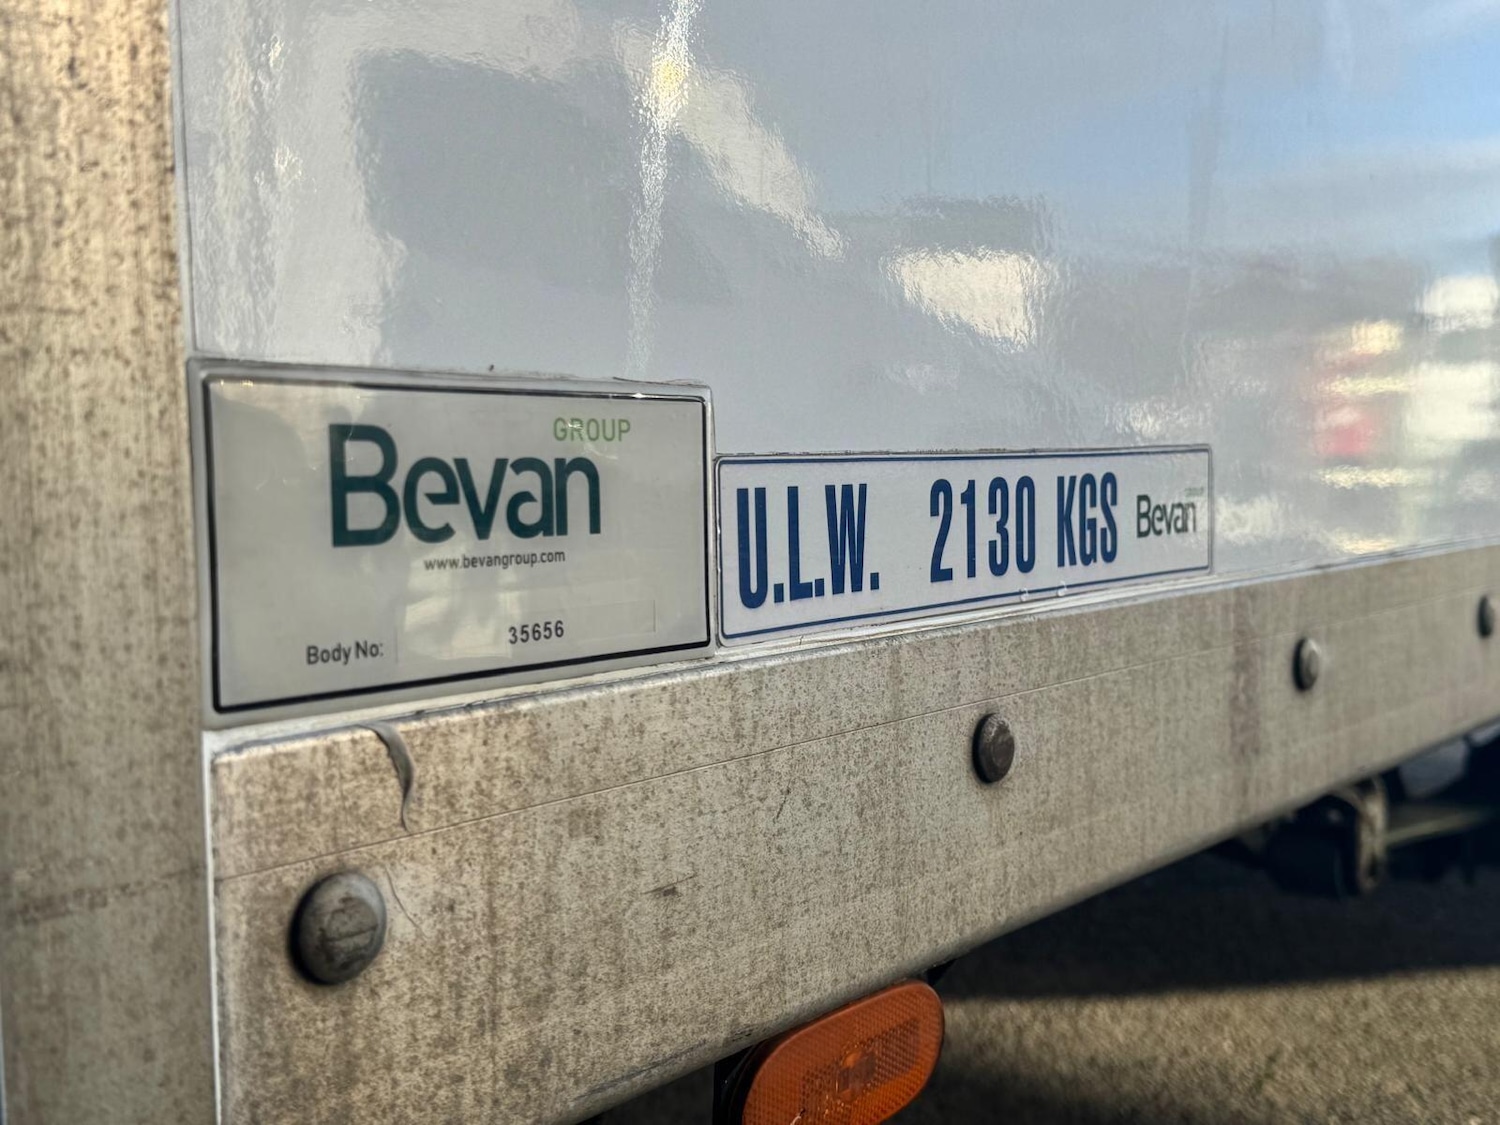 GROUP
Bevan
www.bevangroup.com
Body No: 35656
U.L.W. 2130 KGS Bevan